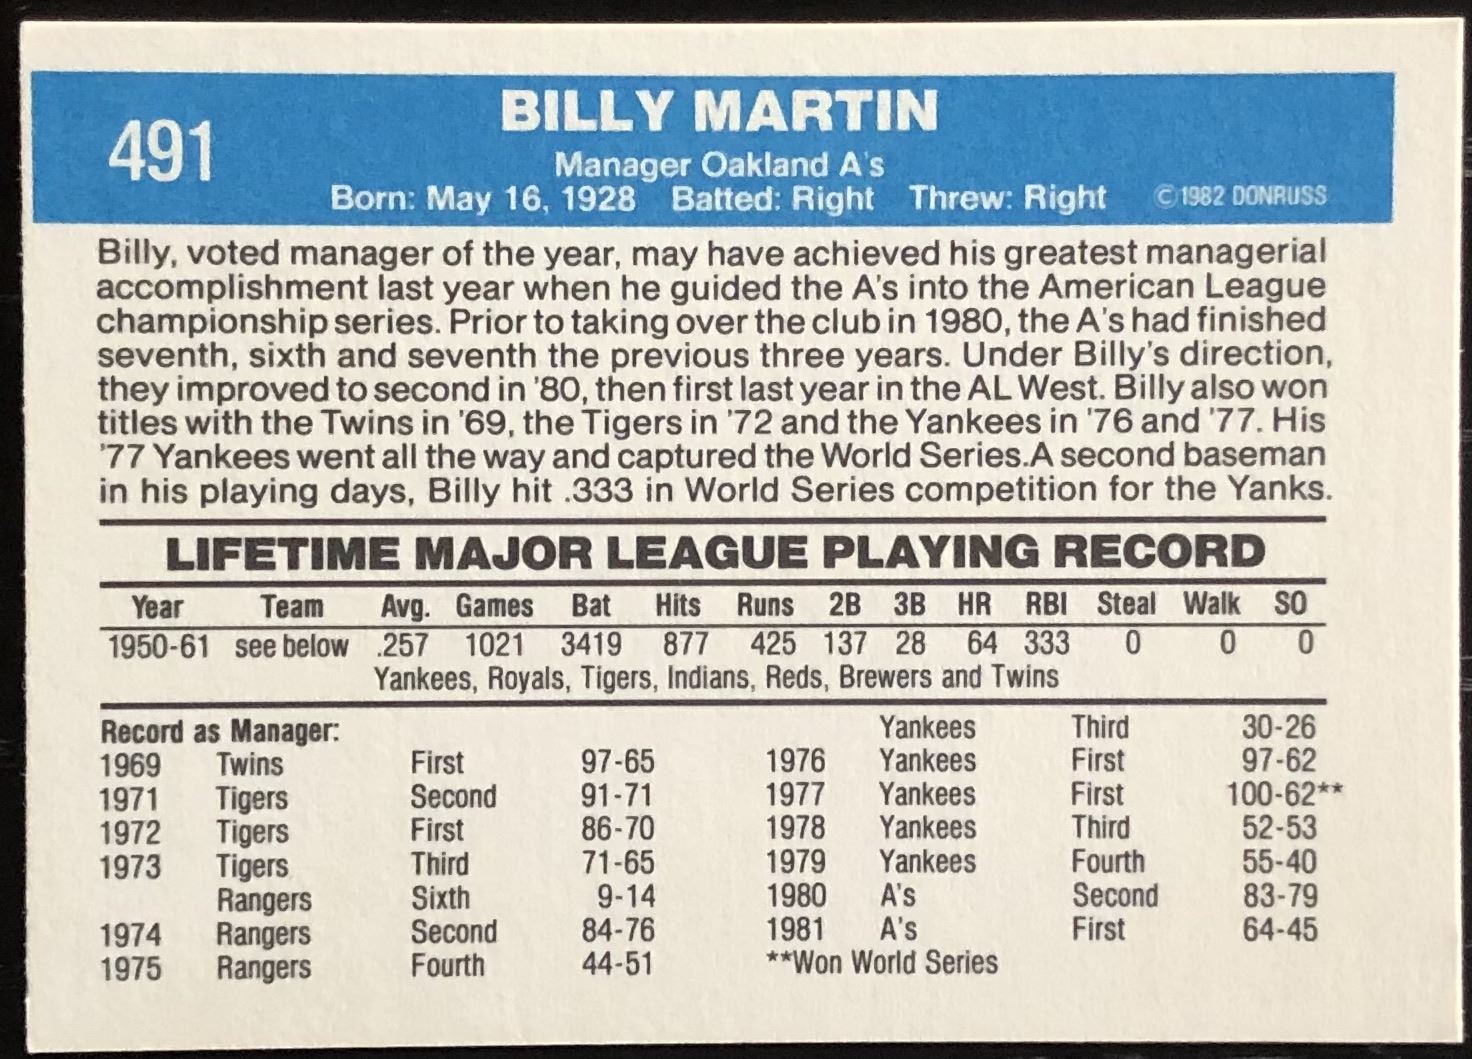 491
BILLY MARTIN
Manager Oakland A's
Born: May 16, 1928 Batted: Right Threw: Right ©1982 DONRUSS
Billy, voted manager of the year, may have achieved his greatest managerial
accomplishment last year when he guided the A's into the American League
championship series. Prior to taking over the club in 1980, the A's had finished
seventh, sixth and seventh the previous three years. Under Billy's direction,
they improved to second in '80, then first last year in the AL West. Billy also won
titles with the Twins in '69, the Tigers in '72 and the Yankees in '76 and '77. His
'77 Yankees went all the way and captured the World Series.A second baseman
in his playing days, Billy hit .333 in World Series competition for the Yanks.
LIFETIME MAJOR LEAGUE PLAYING RECORD
Year Team Avg. Games Bat Hits Runs 2B 3B HR RBI Steal Walk SO
1950-61 see below .257 1021 3419 877 425 137 28 64 333 0 0 0
Yankees, Royals, Tigers, Indians, Reds, Brewers and Twins
Record as Manager:
1969 Twins First 97-65
1971 Tigers Second 91-71
1972 Tigers First 86-70
1973 Tigers Third 71-65
Rangers Sixth 9-14
1974 Rangers Second 84-76
1975 Rangers Fourth 44-51
Yankees Third 30-26
1976 Yankees First 97-62
1977 Yankees First 100-62**
1978 Yankees Third 52-53
1979 Yankees Fourth 55-40
1980 A's Second 83-79
1981 A's First 64-45
**Won World Series